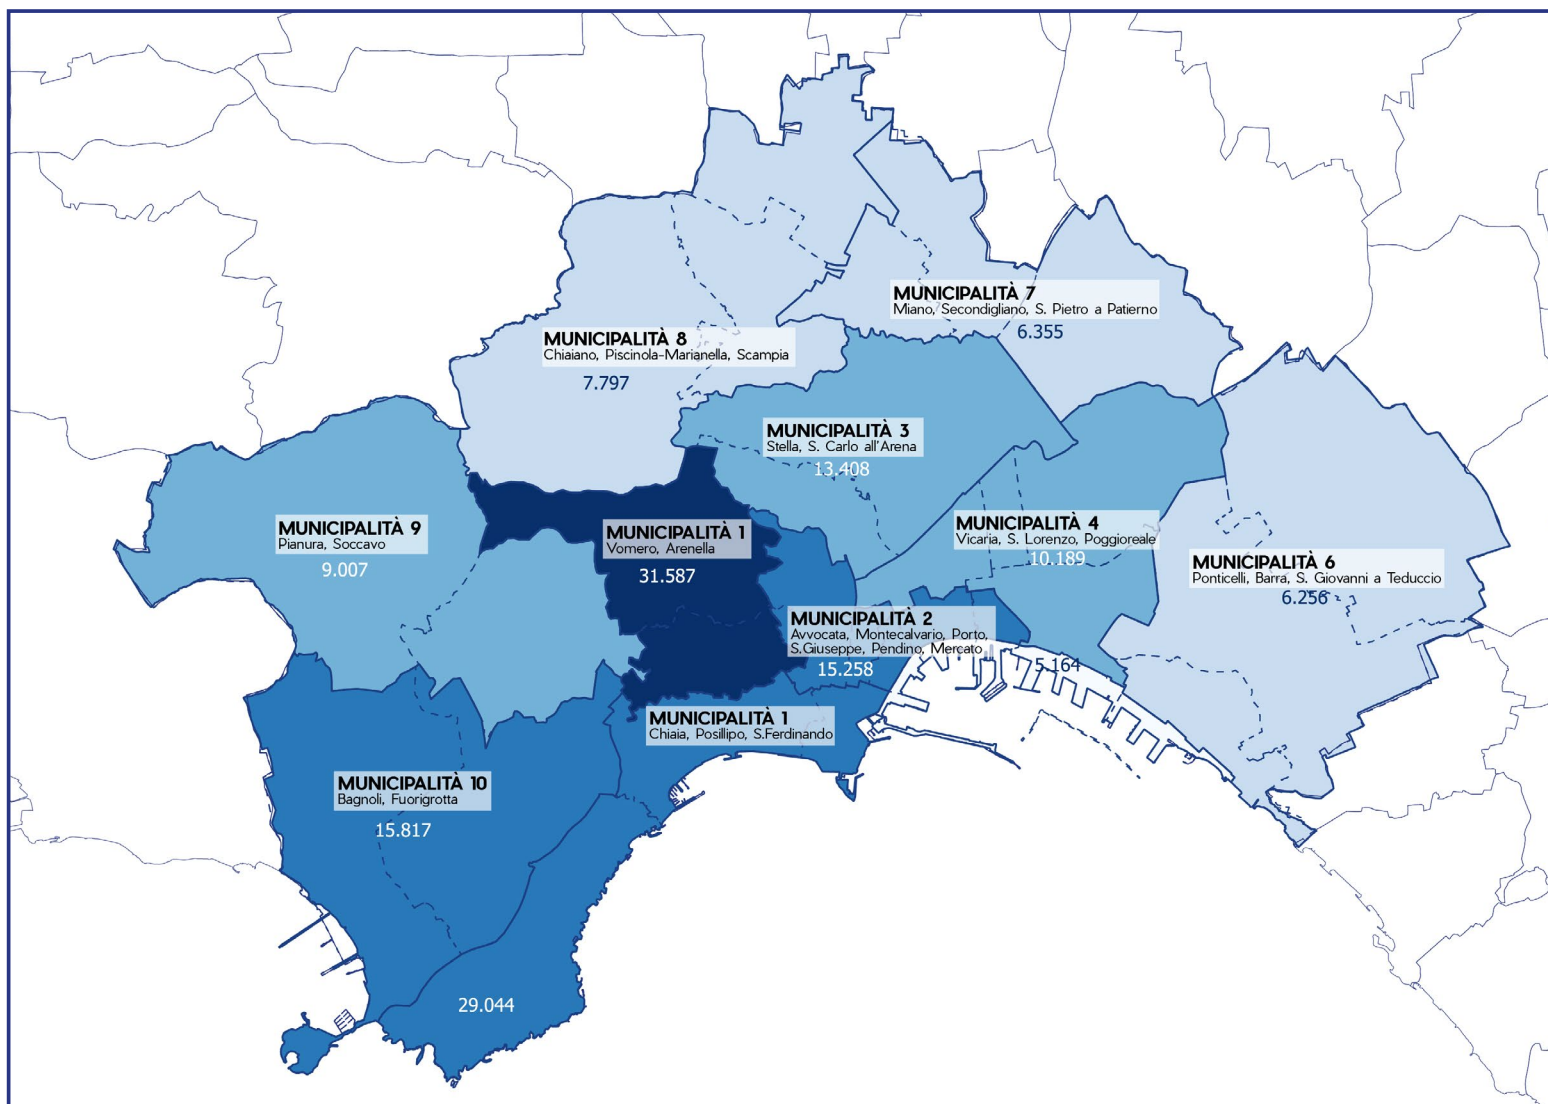 MUNICIPALITÀ 7
Miano, Secondigliano, S. Pietro a Patierno
6.355
MUNICIPALITÀ 8
Chiaiano, Piscinola-Marianella, Scampia
7.797
MUNICIPALITÀ 3
Stella, S. Carlo all'Arena
13.408
MUNICIPALITÀ 9
Pianura, Soccavo
9.007
MUNICIPALITÀ 1
Vomero, Arenella
31.587
MUNICIPALITÀ 4
Vicaria, S. Lorenzo, Poggioreale
10.189
MUNICIPALITÀ 6
Ponticelli, Barra, S. Giovanni a Teduccio
6.256
MUNICIPALITÀ 2
Avvocata, Montecalvario, Porto,
S.Giuseppe, Pendino, Mercato
15.258
5.164
MUNICIPALITÀ 1
Chiaia, Posillipo, S.Ferdinando
MUNICIPALITÀ 10
Bagnoli, Fuorigrotta
15.817
29.044